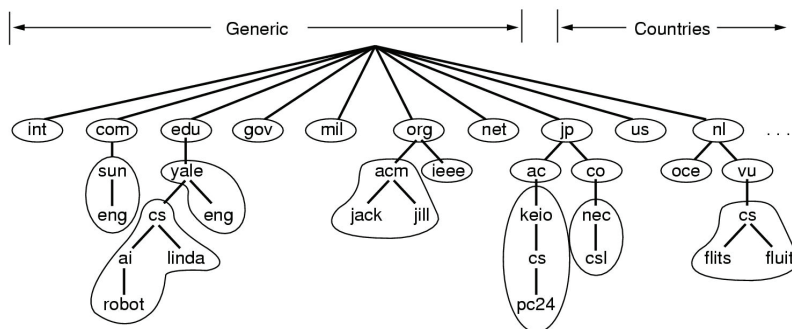 Generic Countries
int com edu gov mil org net jp us nl . . .
sun yale acm ieee ac co oce vu
eng cs eng jack jill keio nec cs
ai linda cs csl flits fluit
robot pc24